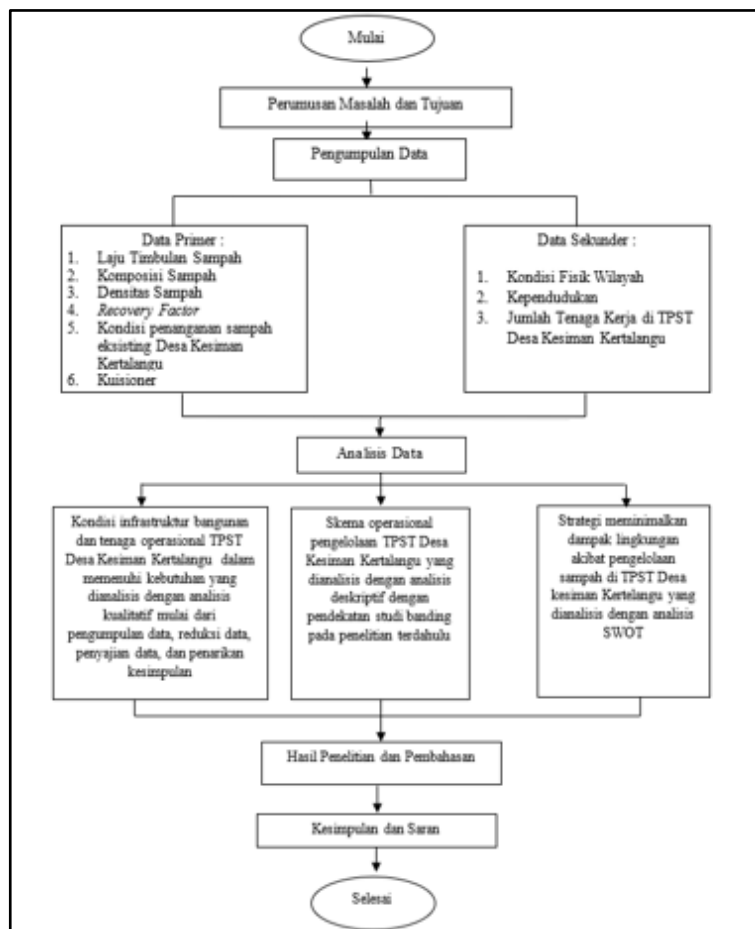 Mulai
Perumusan Masalah dan Tujuan
Pengumpulan Data
Data Primer :
1. Laju Timbulan Sampah
2. Komposisi Sampah
3. Densitas Sampah
4. Recovery Factor
5. Kondisi penanganan sampah
eksisting Desa Kesiman
Kertalangu
6. Kuisioner
Data Sekunder :
1. Kondisi Fisik Wilayah
2. Kependudukan
3. Jumlah Tenaga Kerja di TPST
Desa Kesiman Kertalangu
Analisis Data
Kondisi infrastruktur bangunan
dan tenaga operasional TPST
Desa Kesiman Kertalangu dalam
memenuhi kebutuhan yang
dianalisis dengan analisis
kualitatif mulai dari
pengumpulan data, reduksi data,
penyajian data, dan penarikan
kesimpulan
Skema operasional
pengelolaan TPST Desa
Kesiman Kertalangu yang
dianalisis dengan analisis
deskriptif dengan
pendekatan studi banding
pada penelitian terdahulu
Strategi meminimalkan
dampak lingkungan
akibat pengelolaan
sampah di TPST Desa
kesiman Kertelangu yang
dianalisis dengan analisis
SWOT
Hasil Penelitian dan Pembahasan
Kesimpulan dan Saran
Selesai